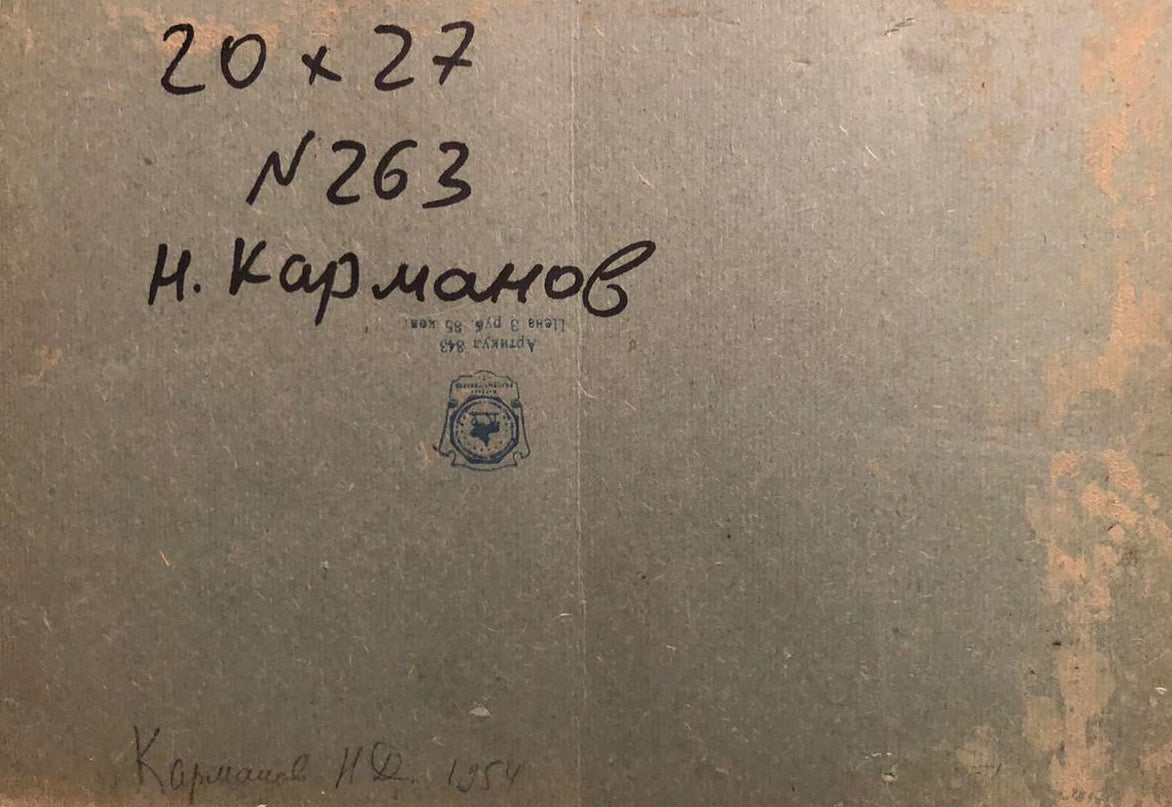 20 x 27
N 263
Н. Карманов
Цена 3 руб. 85 коп.
Артикул 843
Карманов Н Д. 1954